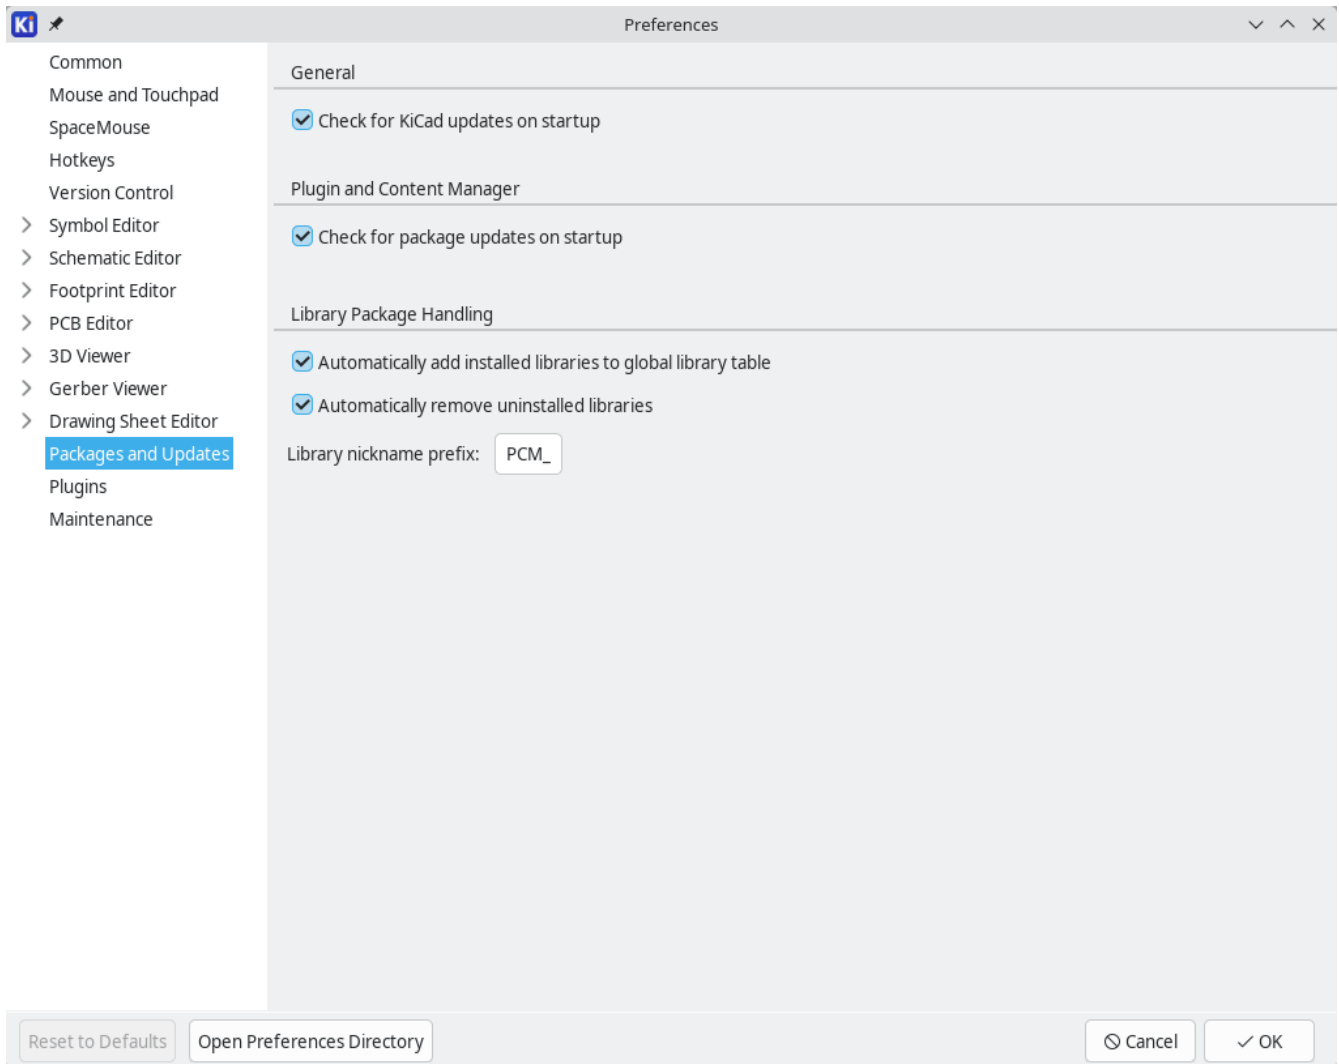 Ki
Preferences
Common
Mouse and Touchpad
SpaceMouse
Hotkeys
Version Control
Symbol Editor
Schematic Editor
Footprint Editor
PCB Editor
3D Viewer
Gerber Viewer
Drawing Sheet Editor
Packages and Updates
Plugins
Maintenance
General
Check for KiCad updates on startup
Plugin and Content Manager
Check for package updates on startup
Library Package Handling
Automatically add installed libraries to global library table
Automatically remove uninstalled libraries
Library nickname prefix: PCM_
Reset to Defaults
Open Preferences Directory
Cancel
OK